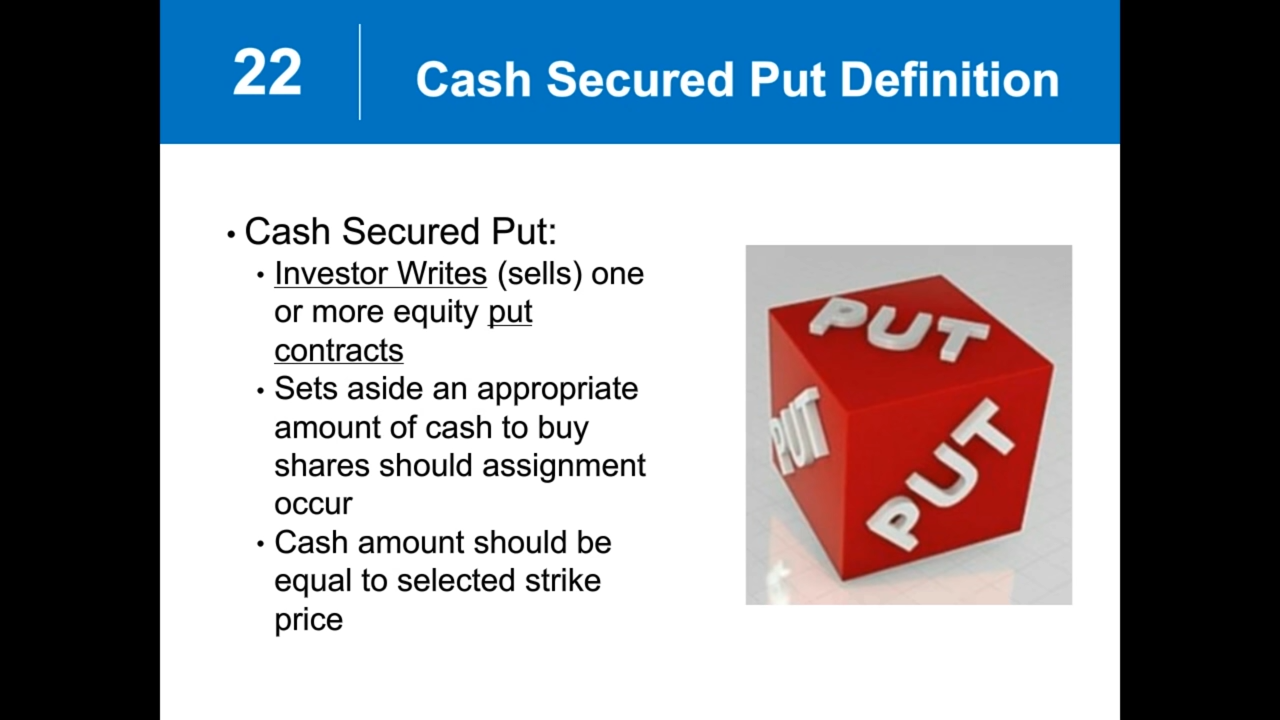 22
Cash Secured Put Definition
• Cash Secured Put:
• Investor Writes (sells) one
or more equity put
contracts
• Sets aside an appropriate
amount of cash to buy
shares should assignment
occur
• Cash amount should be
equal to selected strike
price
PUT
PUT
PUT